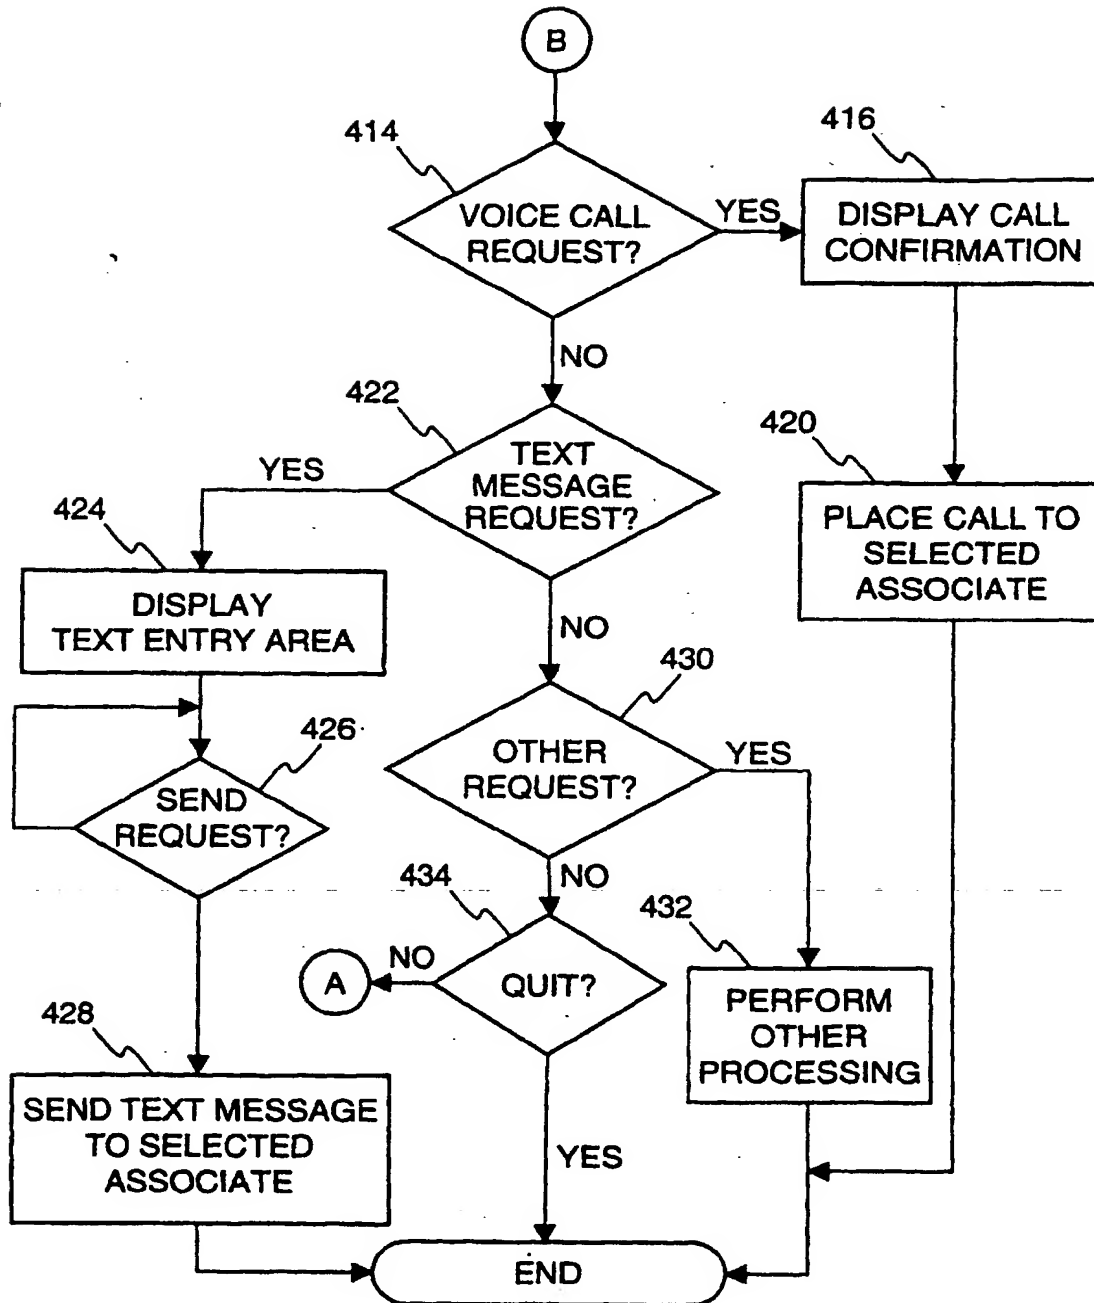 B
414
VOICE CALL
REQUEST?
YES
416
DISPLAY CALL
CONFIRMATION
NO
422
TEXT
MESSAGE
REQUEST?
YES
420
PLACE CALL TO
SELECTED
ASSOCIATE
424
DISPLAY
TEXT ENTRY AREA
NO
430
OTHER
REQUEST?
YES
426
SEND
REQUEST?
NO
434
QUIT?
NO
A
432
PERFORM
OTHER
PROCESSING
428
SEND TEXT MESSAGE
TO SELECTED
ASSOCIATE
YES
END